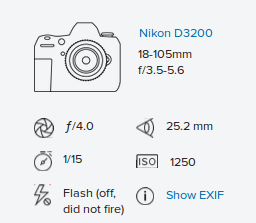 Nikon D3200
18-105mm
f/3.5-5.6
ƒ/4.0
25.2 mm
1/15
ISO
1250
Flash (off,
did not fire)
Show EXIF